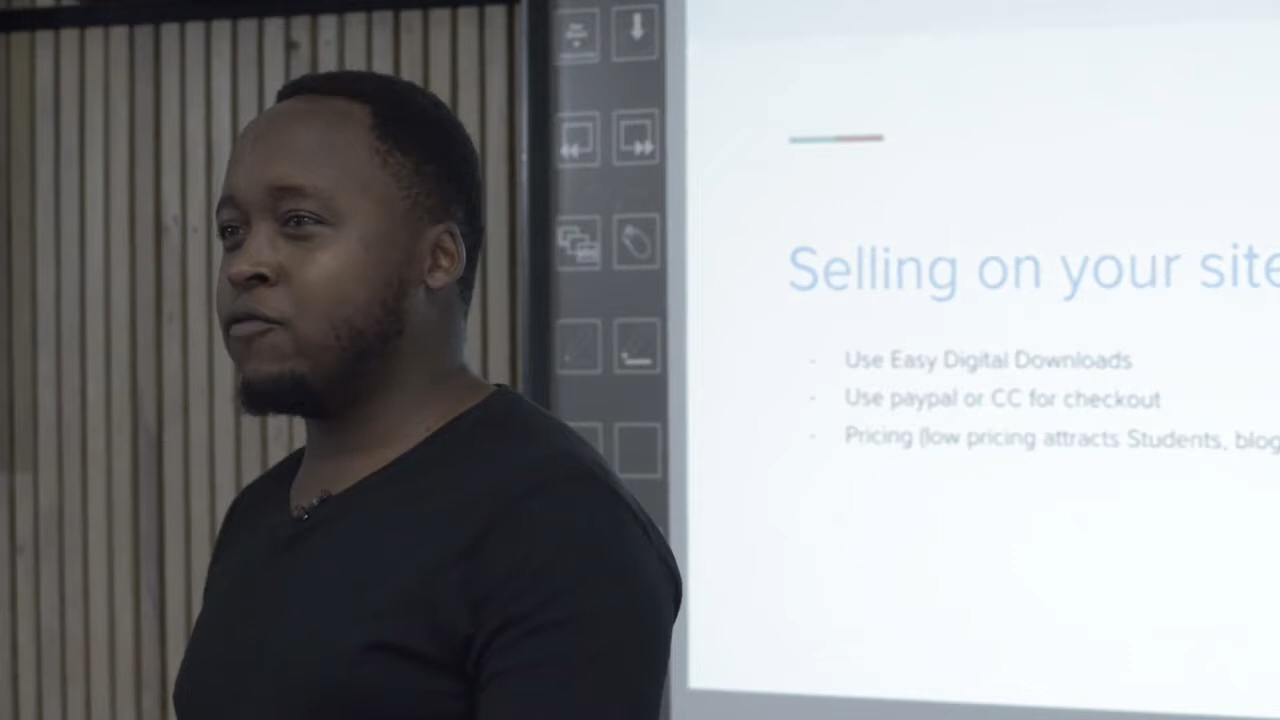 Selling on your site
- Use Easy Digital Downloads
- Use paypal or CC for checkout
- Pricing (low pricing attracts Students, blog